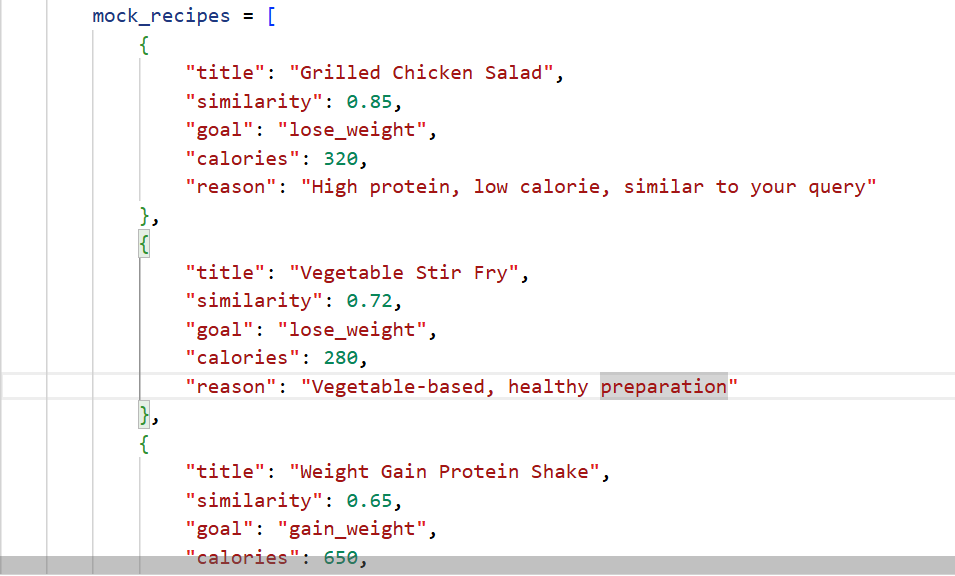 mock_recipes = [
{
"title": "Grilled Chicken Salad",
"similarity": 0.85,
"goal": "lose_weight",
"calories": 320,
"reason": "High protein, low calorie, similar to your query"
},
{
"title": "Vegetable Stir Fry",
"similarity": 0.72,
"goal": "lose_weight",
"calories": 280,
"reason": "Vegetable-based, healthy preparation"
},
{
"title": "Weight Gain Protein Shake",
"similarity": 0.65,
"goal": "gain_weight",
"calories": 650,